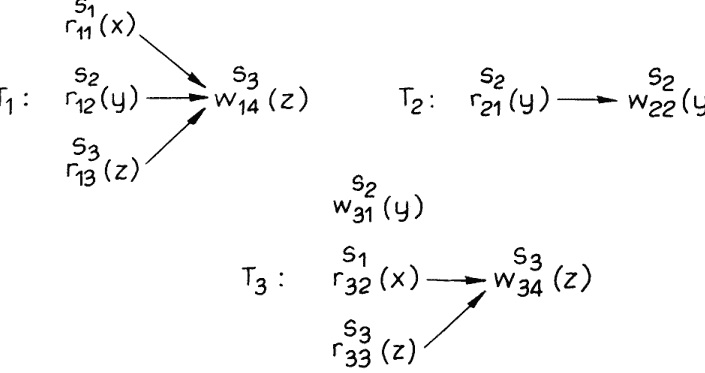 S1
r11(x)
T1: S2 r12(y) → S3 w14(z)
T2: S2 r21(y) → S2 w22(y
S3
r13(z)
S2
w31(y)
T3: S1 r32(x) → S3 w34(z)
S3
r33(z)